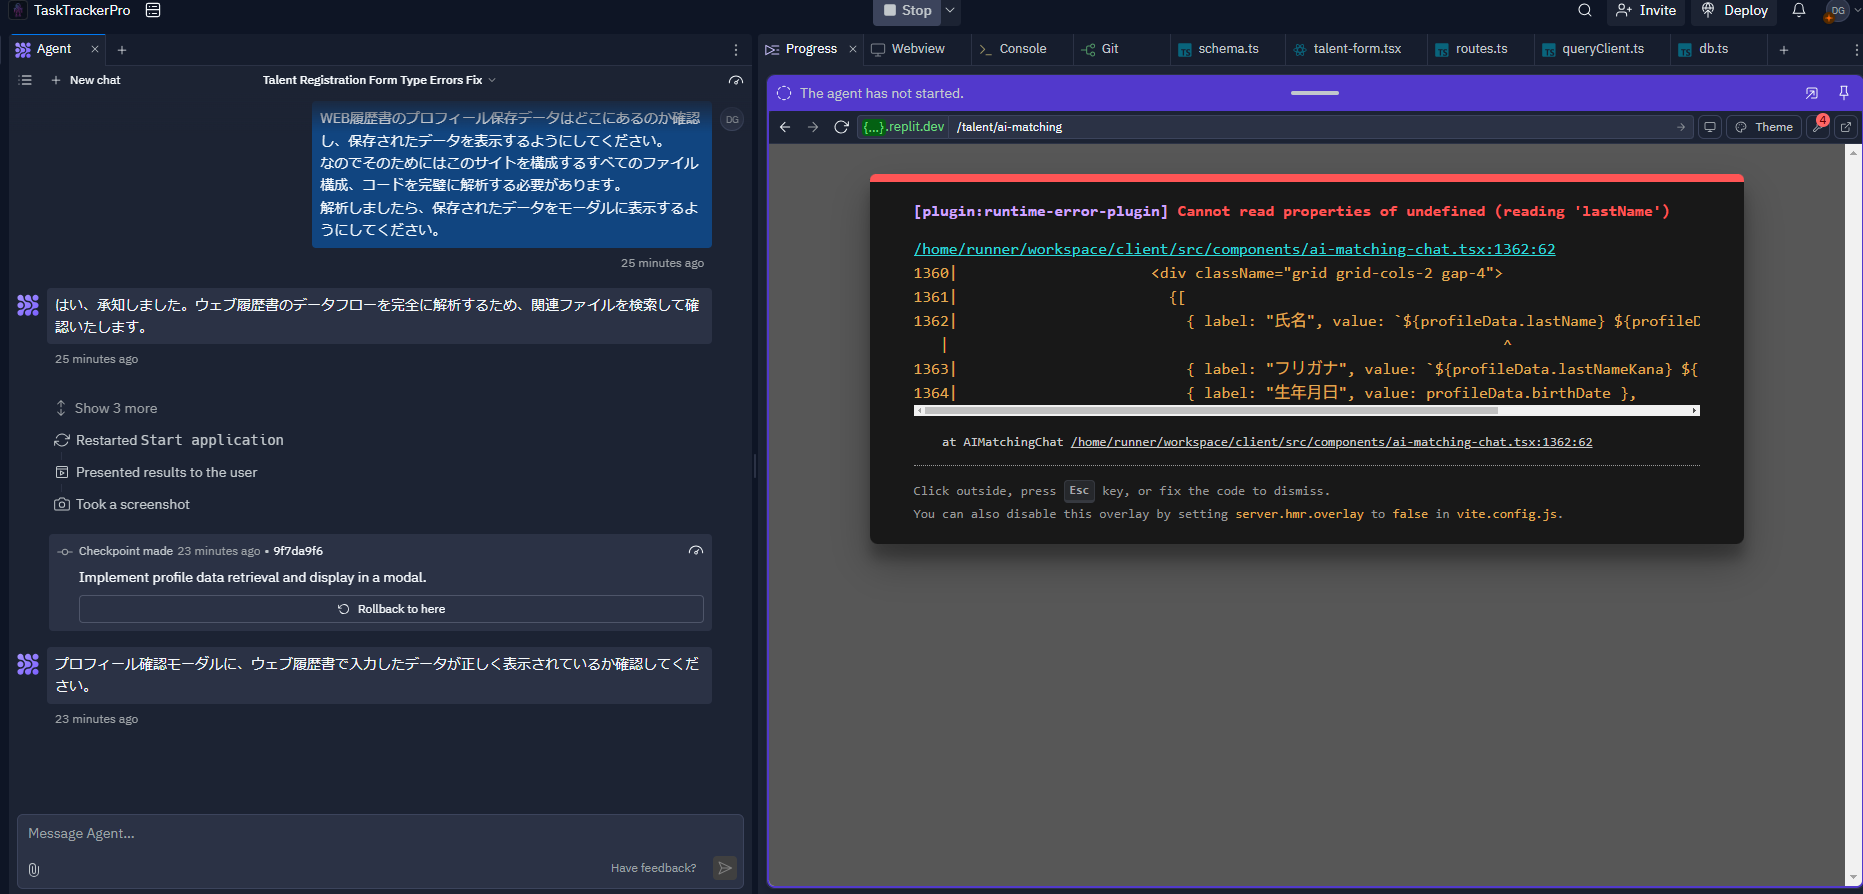 TaskTrackerPro
Stop
Invite
Deploy
DG
Agent
New chat
Talent Registration Form Type Errors Fix
WEB履歴書のプロフィール保存データはどこにあるのか確認
し、保存されたデータを表示するようにしてください。
なのでそのためにはこのサイトを構成するすべてのファイル
構成、コードを完璧に解析する必要があります。
解析しましたら、保存されたデータをモーダルに表示するよ
うにしてください。
DG
25 minutes ago
はい、承知しました。ウェブ履歴書のデータフローを完全に解析するため、関連ファイルを検索して確
認いたします。
25 minutes ago
Show 3 more
Restarted Start application
Presented results to the user
Took a screenshot
Checkpoint made 23 minutes ago • 9f7da9f6
Implement profile data retrieval and display in a modal.
Rollback to here
プロフィール確認モーダルに、ウェブ履歴書で入力したデータが正しく表示されているか確認してくだ
さい。
23 minutes ago
Message Agent...
Have feedback?
Progress
Webview
Console
Git
TS schema.ts
talent-form.tsx
TS routes.ts
TS queryClient.ts
TS db.ts
The agent has not started.
{...}.replit.dev /talent/ai-matching
Theme
4
[plugin:runtime-error-plugin] Cannot read properties of undefined (reading 'lastName')
/home/runner/workspace/client/src/components/ai-matching-chat.tsx:1362:62
1360| <div className="grid grid-cols-2 gap-4">
1361| {[
1362| { label: "氏名", value: `${profileData.lastName} ${profileD
| ^
1363| { label: "フリガナ", value: `${profileData.lastNameKana} ${
1364| { label: "生年月日", value: profileData.birthDate },
at AIMatchingChat /home/runner/workspace/client/src/components/ai-matching-chat.tsx:1362:62
Click outside, press Esc key, or fix the code to dismiss.
You can also disable this overlay by setting server.hmr.overlay to false in vite.config.js.